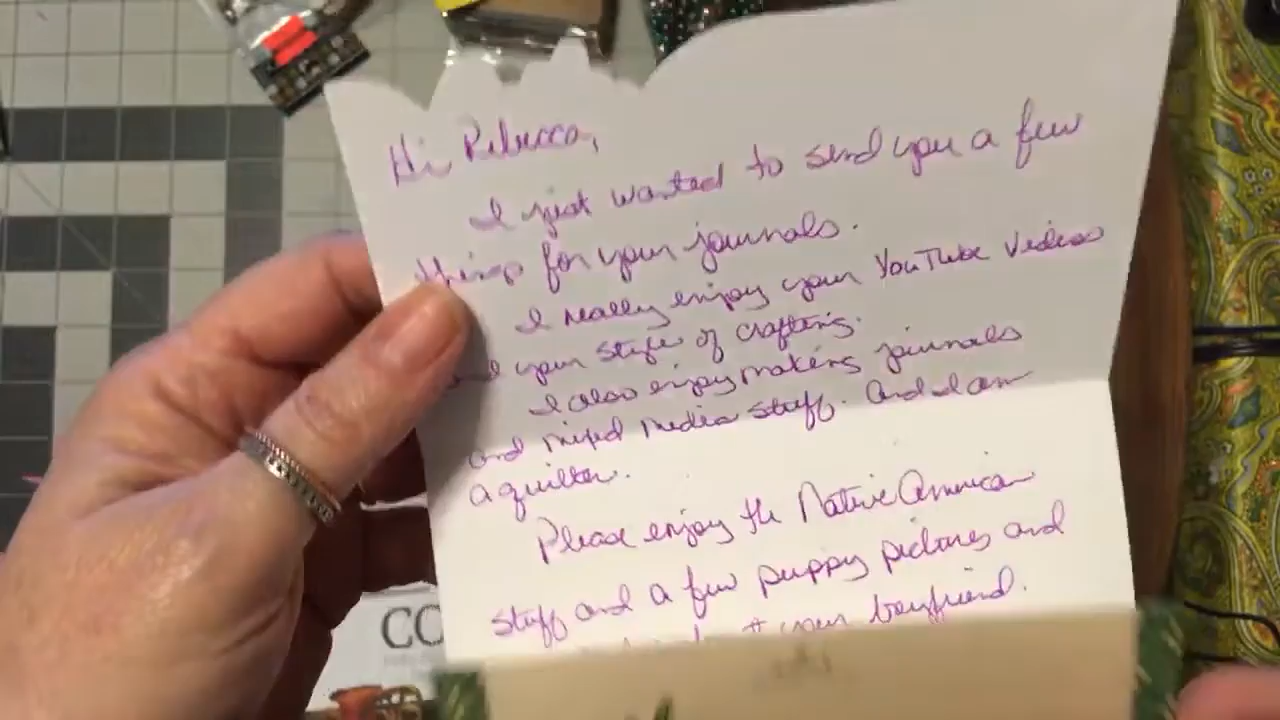 Hi Rebecca,
I just wanted to send you a few
things for your journals.
I really enjoy your YouTube Videos
your style of crafting.
I also enjoy making journals
and mixed media stuff. And I am
a quilter.
Please enjoy the Native American
stuff and a few puppy pictures and
your boyfriend.
CO